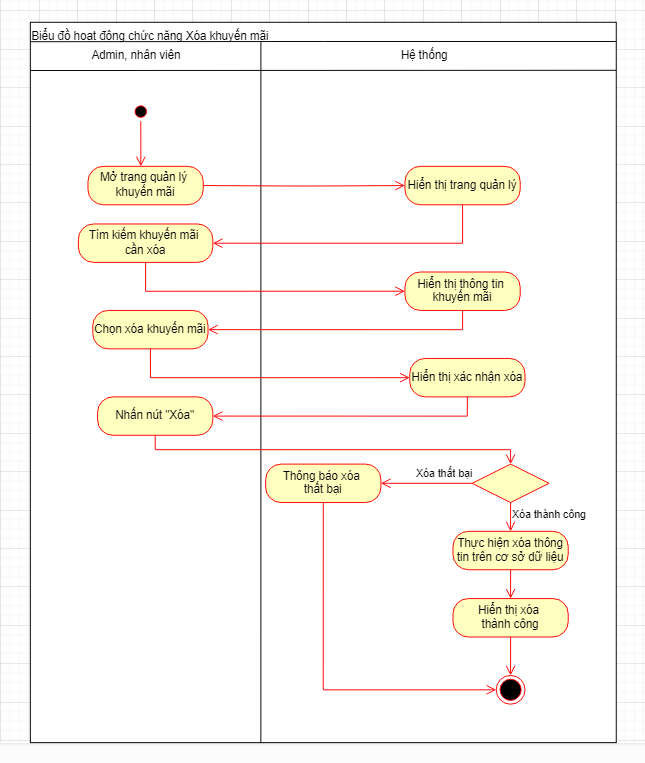 Biểu đồ hoạt động chức năng Xóa khuyến mãi
Admin, nhân viên
Hệ thống
Mở trang quản lý
khuyến mãi
Hiển thị trang quản lý
Tìm kiếm khuyến mãi
cần xóa
Hiển thị thông tin
khuyến mãi
Chọn xóa khuyến mãi
Hiển thị xác nhận xóa
Nhấn nút "Xóa"
Xóa thất bại
Thông báo xóa
thất bại
Xóa thành công
Thực hiện xóa thông
tin trên cơ sở dữ liệu
Hiển thị xóa
thành công